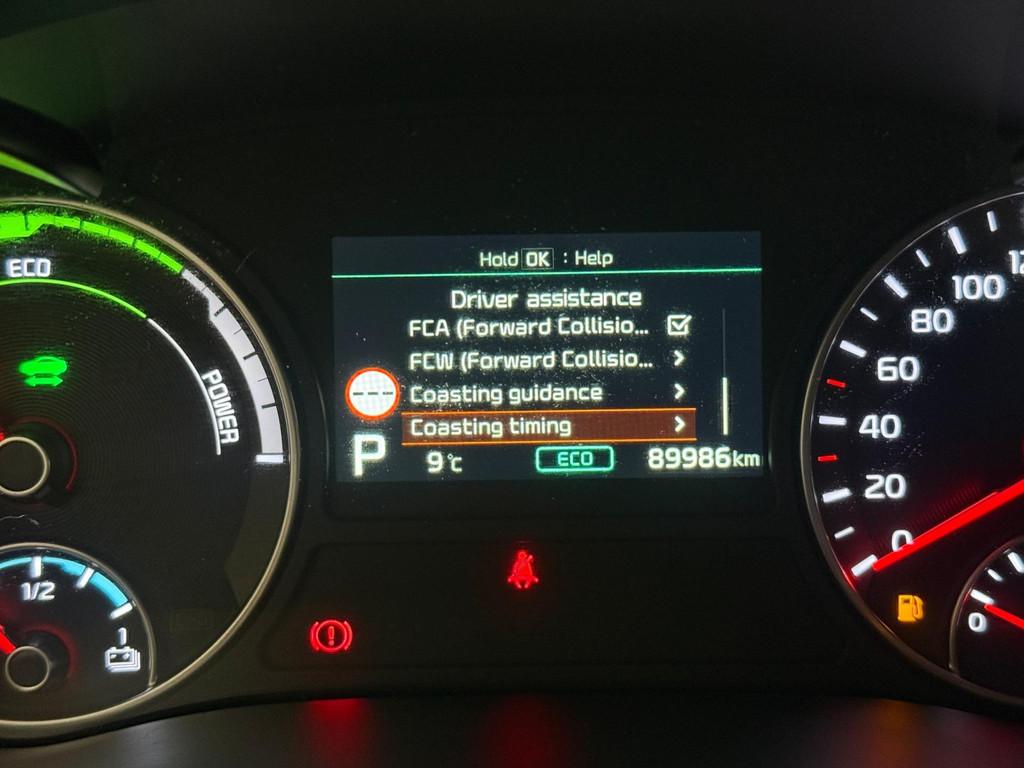 Hold OK : Help
Driver assistance
FCA (Forward Collisio...
FCW (Forward Collisio...
Coasting guidance
Coasting timing
P 9°C ECO 89986km
ECO
POWER
1/2
1
100
80
60
40
20
0
0